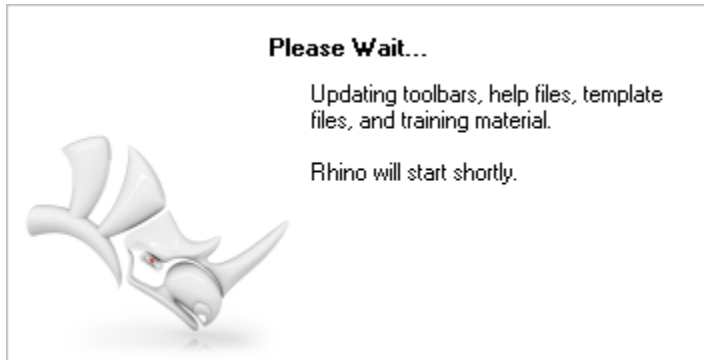 Please Wait...
Updating toolbars, help files, template
files, and training material.
Rhino will start shortly.